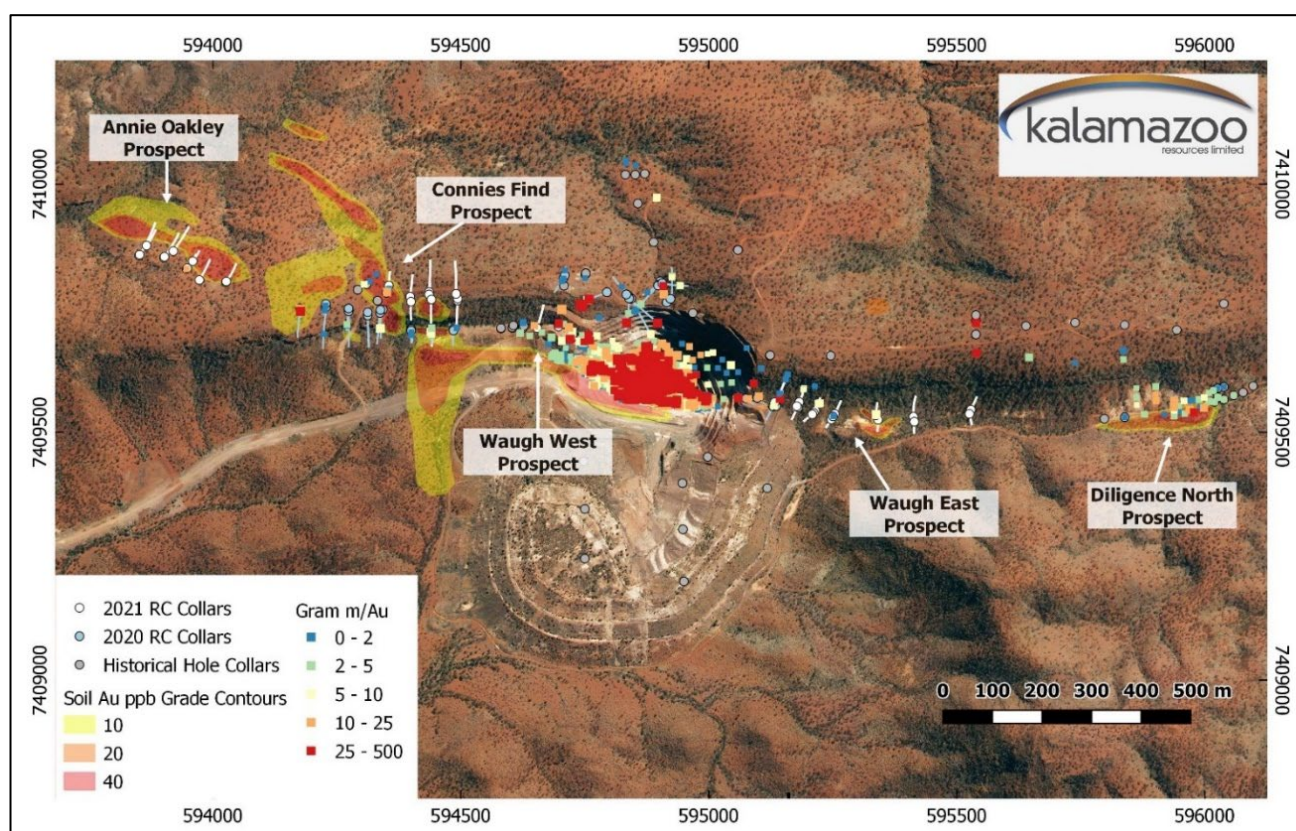 594000
594500
595000
595500
596000
kalamazoo
resources limited
Annie Oakley
Prospect
Connies Find
Prospect
7410000
7410000
7409500
7409500
Waugh West
Prospect
Waugh East
Prospect
Diligence North
Prospect
2021 RC Collars
2020 RC Collars
Historical Hole Collars
Soil Au ppb Grade Contours
10
20
40
Gram m/Au
0 - 2
2 - 5
5 - 10
10 - 25
25 - 500
7409000
7409000
0 100 200 300 400 500 m
594000
594500
595000
595500
596000